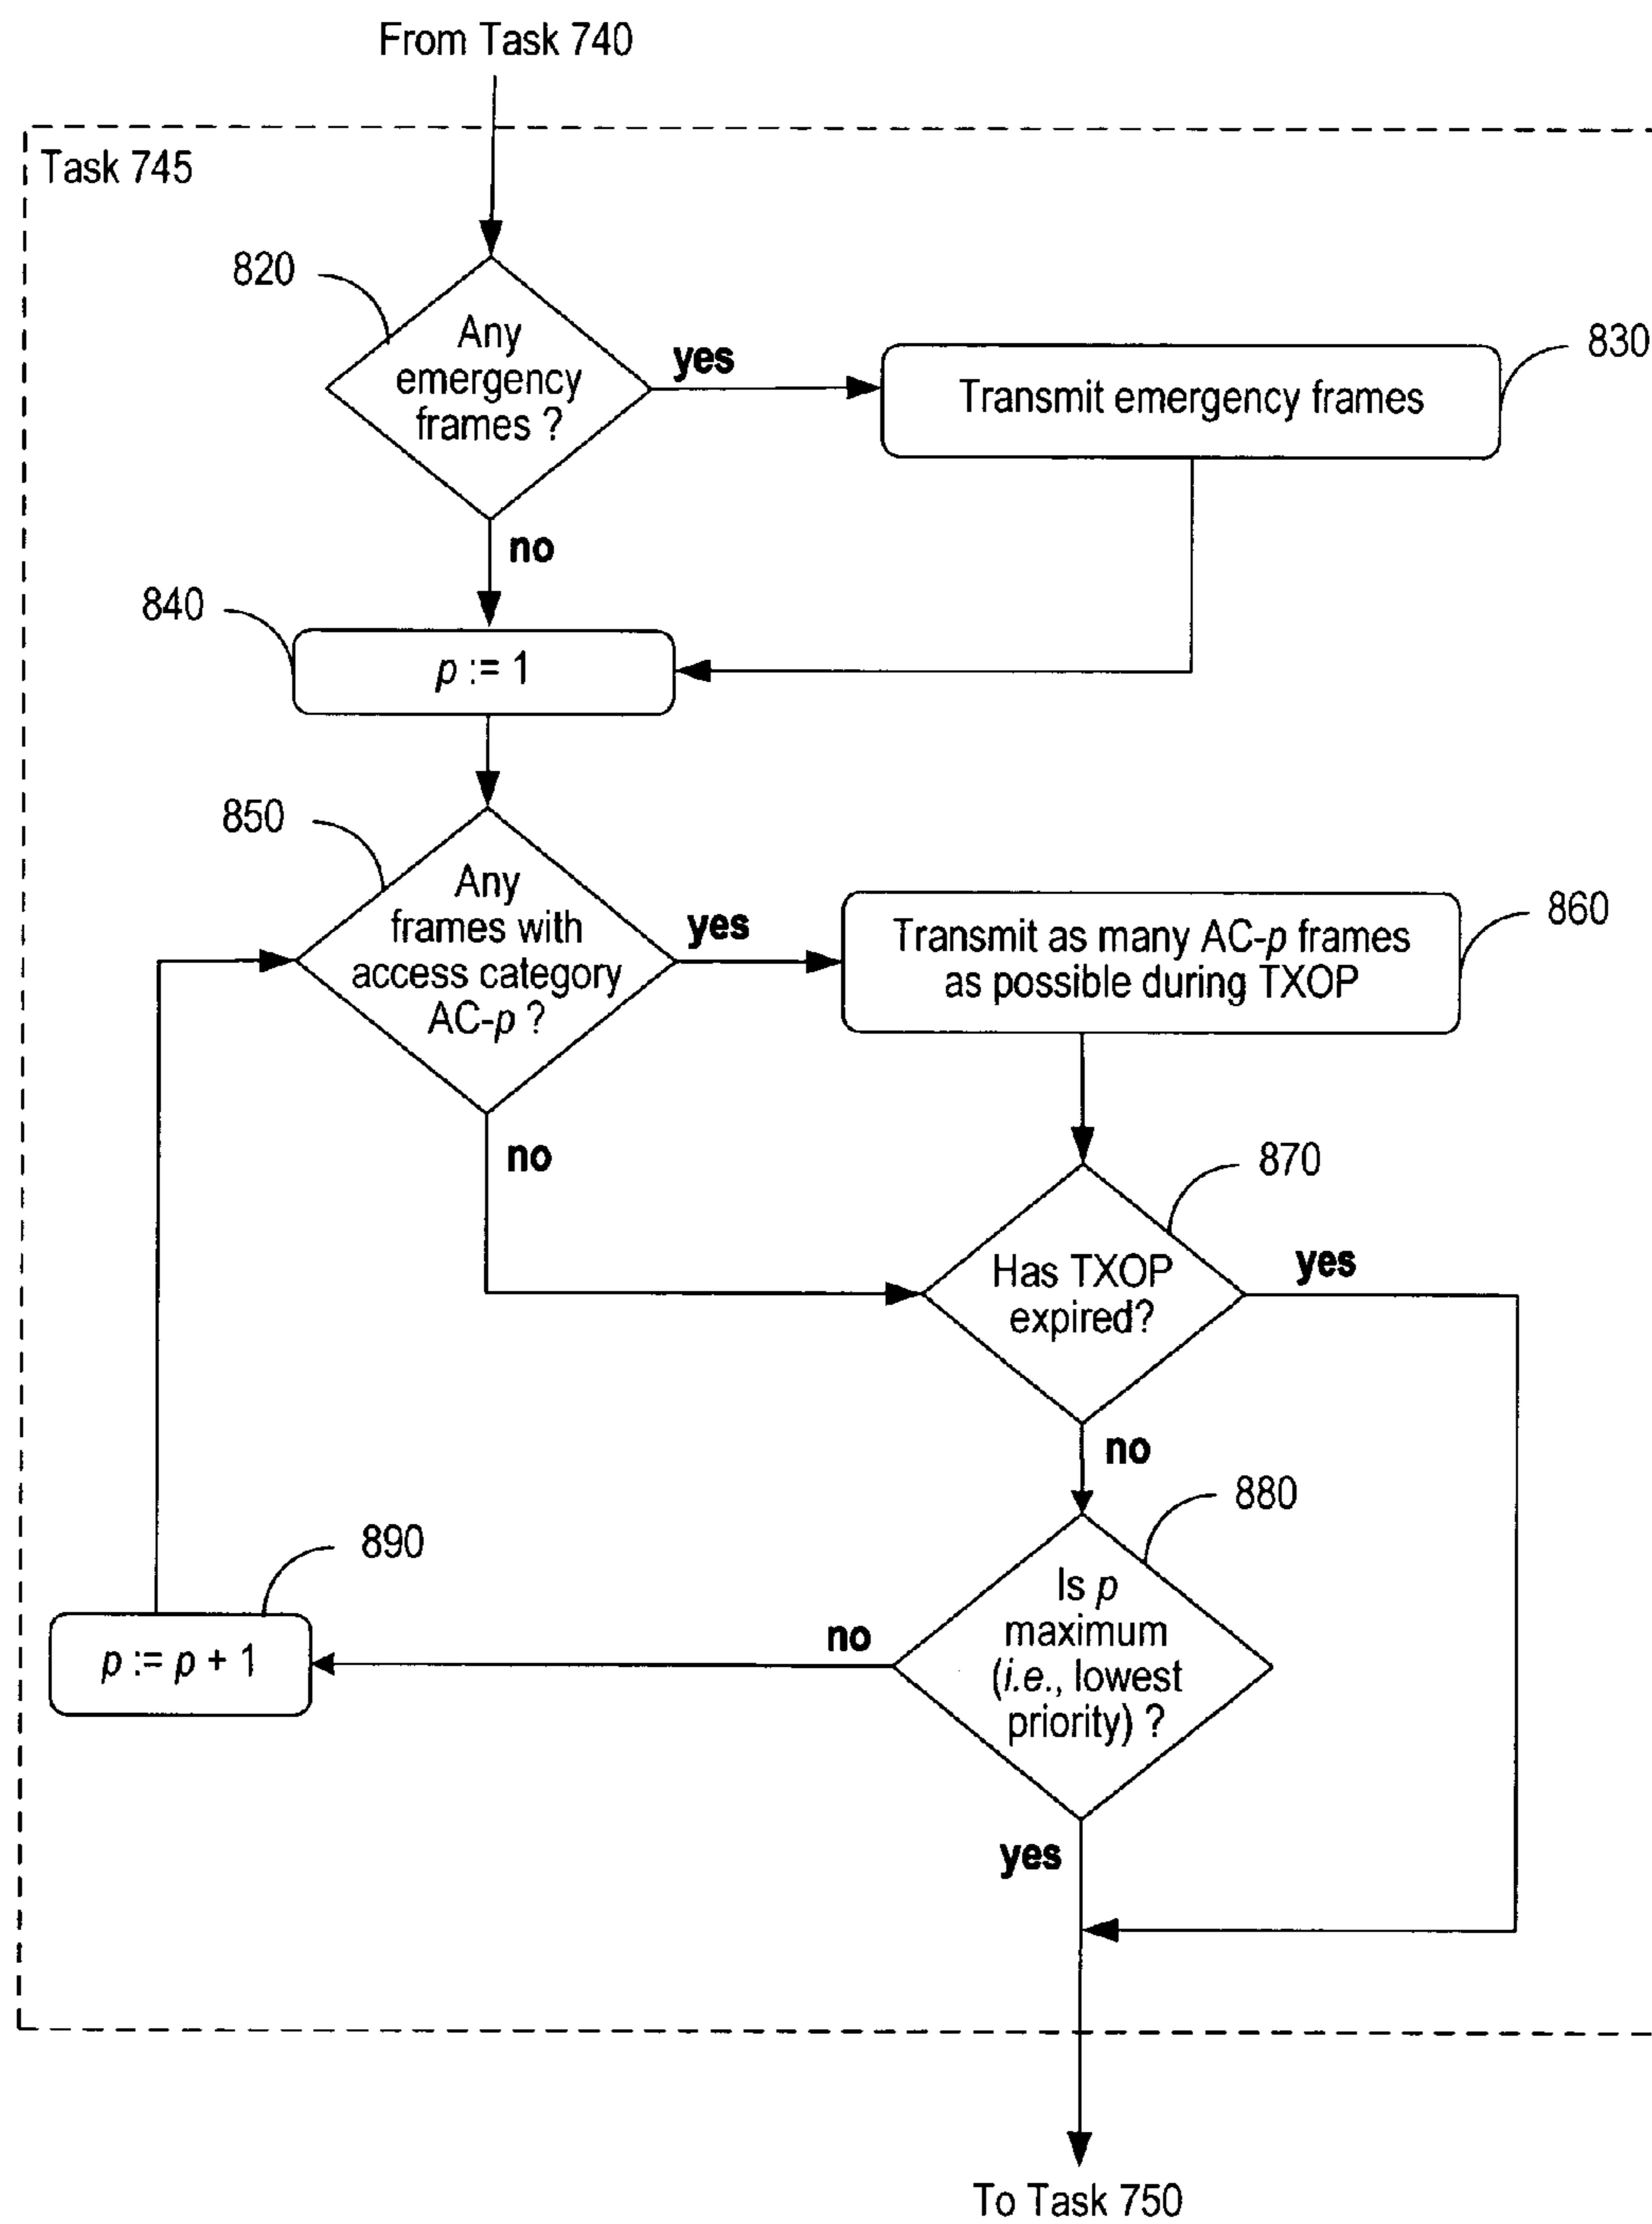 From Task 740
Task 745
820
Any
emergency
frames ?
yes
830
Transmit emergency frames
no
840
p := 1
850
Any
frames with
access category
AC-p ?
yes
860
Transmit as many AC-p frames
as possible during TXOP
no
870
Has TXOP
expired?
yes
no
880
Is p
maximum
(i.e., lowest
priority) ?
no
890
p := p + 1
yes
To Task 750